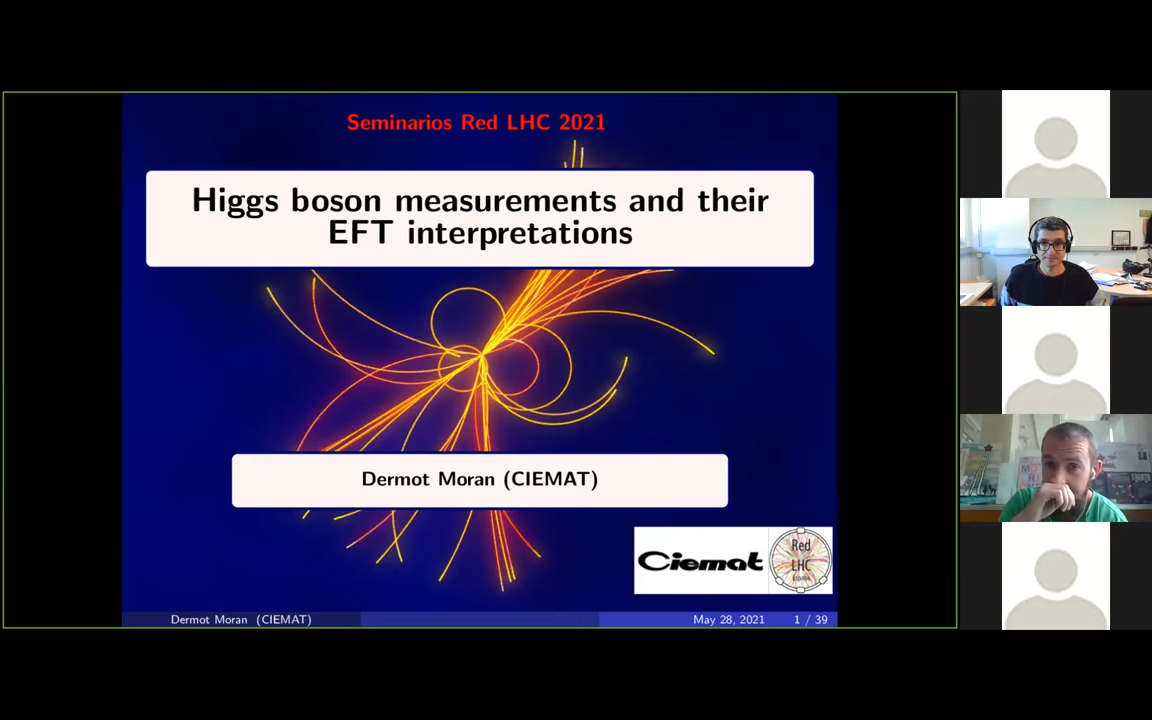 Seminarios Red LHC 2021
Higgs boson measurements and their
EFT interpretations
Dermot Moran (CIEMAT)
Ciemat
Red
LHC
Dermot Moran (CIEMAT)
May 28, 2021
1 / 39